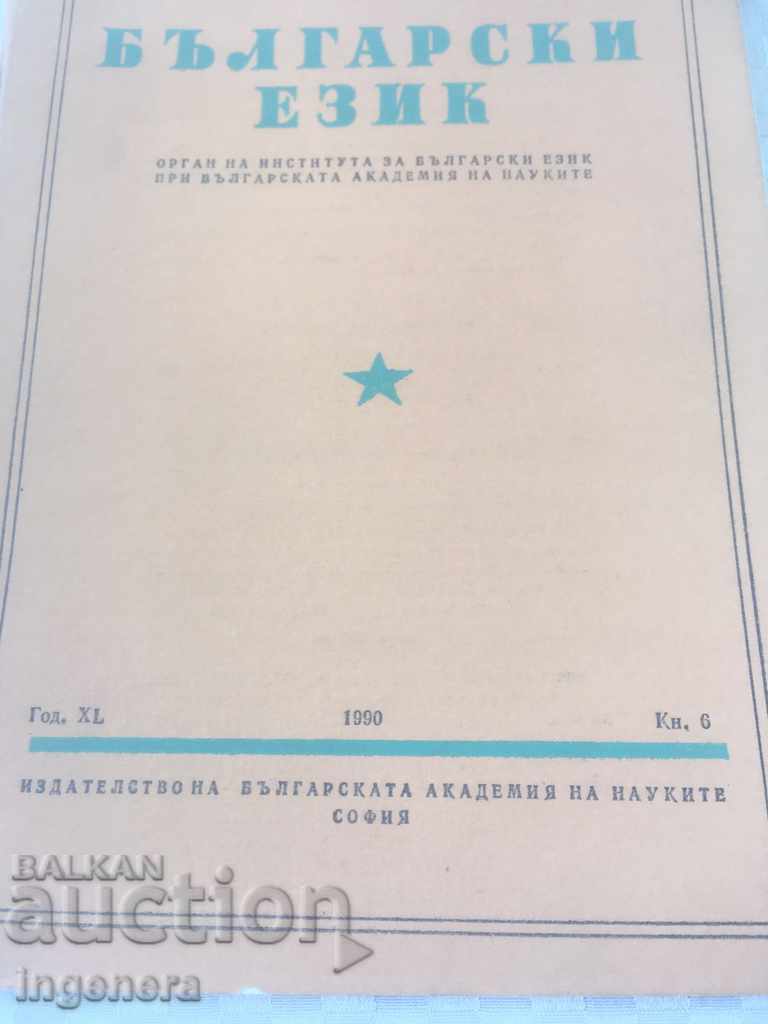 БЪЛГАРСКИ
ЕЗИК
ОРГАН НА ИНСТИТУТА ЗА БЪЛГАРСКИ ЕЗИК
ПРИ БЪЛГАРСКАТА АКАДЕМИЯ НА НАУКИТЕ
Год. XL 1990 Кн. 6
ИЗДАТЕЛСТВО НА БЪЛГАРСКАТА АКАДЕМИЯ НА НАУКИТЕ
СОФИЯ
BALKAN
auction
ingenera